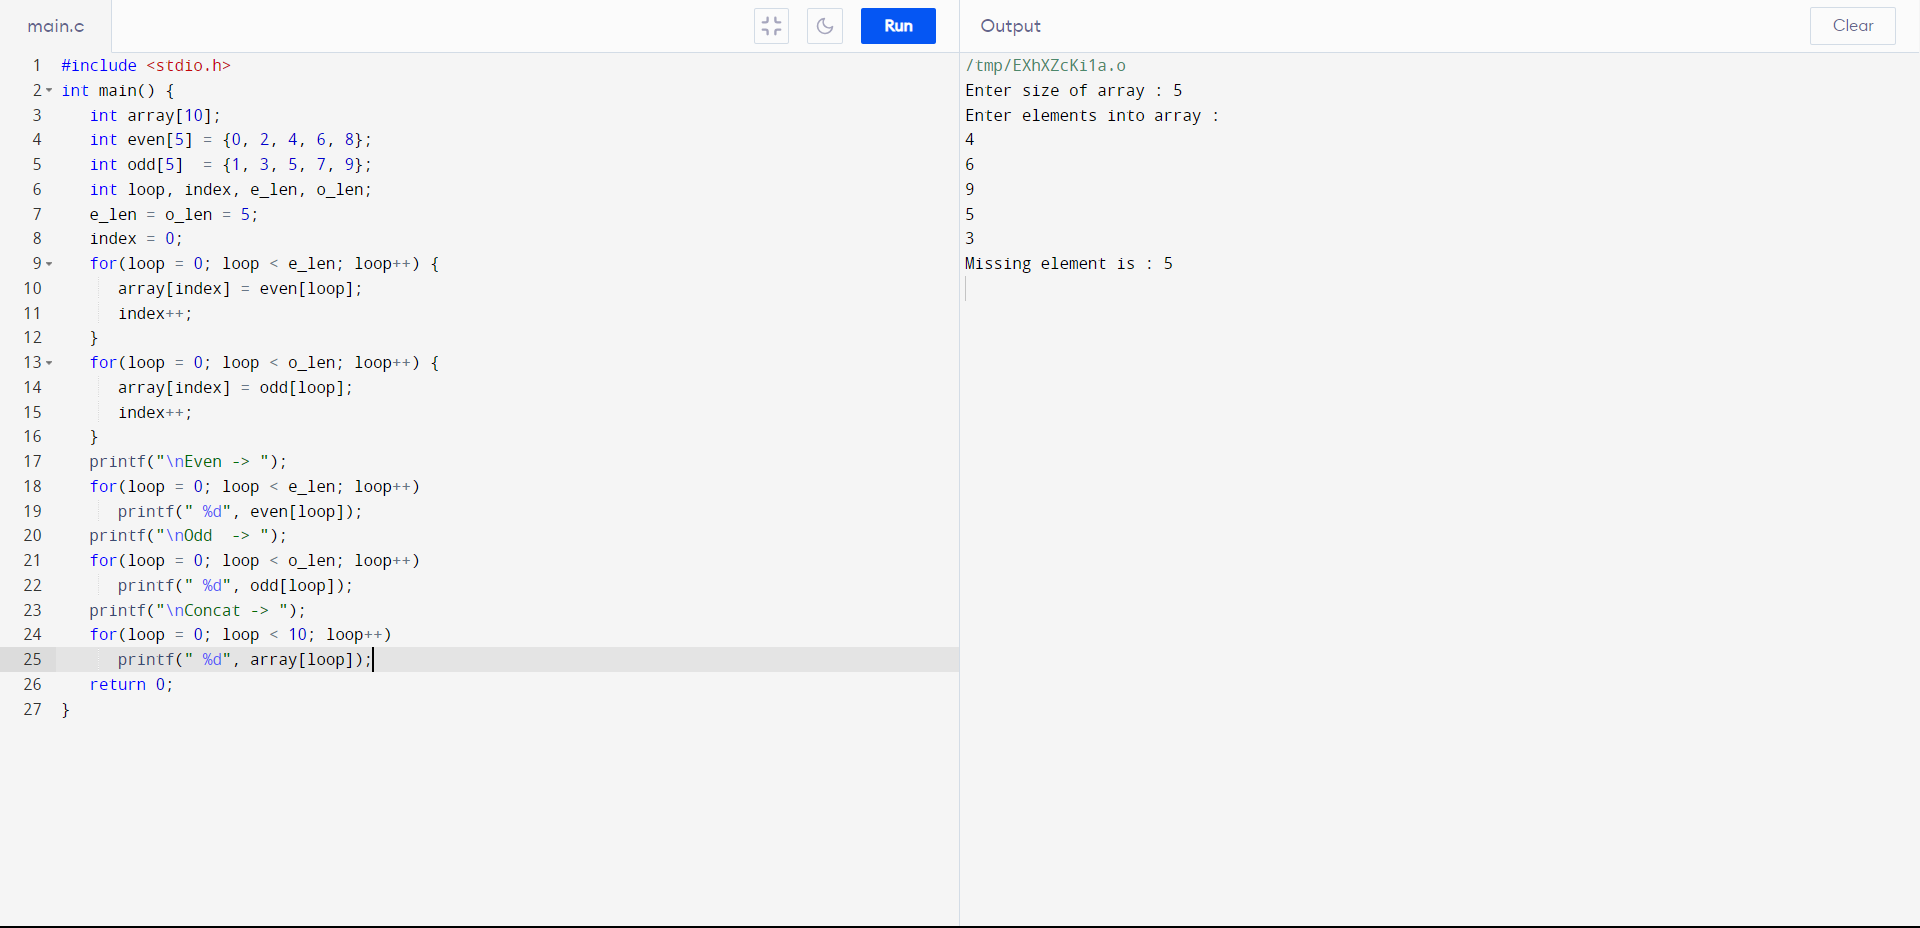 main.c
Run
Output
Clear
1 #include <stdio.h>
2 int main() {
3    int array[10];
4    int even[5] = {0, 2, 4, 6, 8};
5    int odd[5]  = {1, 3, 5, 7, 9};
6    int loop, index, e_len, o_len;
7    e_len = o_len = 5;
8    index = 0;
9    for(loop = 0; loop < e_len; loop++) {
10       array[index] = even[loop];
11       index++;
12    }
13    for(loop = 0; loop < o_len; loop++) {
14       array[index] = odd[loop];
15       index++;
16    }
17    printf("\nEven -> ");
18    for(loop = 0; loop < e_len; loop++)
19       printf(" %d", even[loop]);
20    printf("\nOdd  -> ");
21    for(loop = 0; loop < o_len; loop++)
22       printf(" %d", odd[loop]);
23    printf("\nConcat -> ");
24    for(loop = 0; loop < 10; loop++)
25       printf(" %d", array[loop]);
26    return 0;
27 }
/tmp/EXhXZcKi1a.o
Enter size of array : 5
Enter elements into array :
4
6
9
5
3
Missing element is : 5